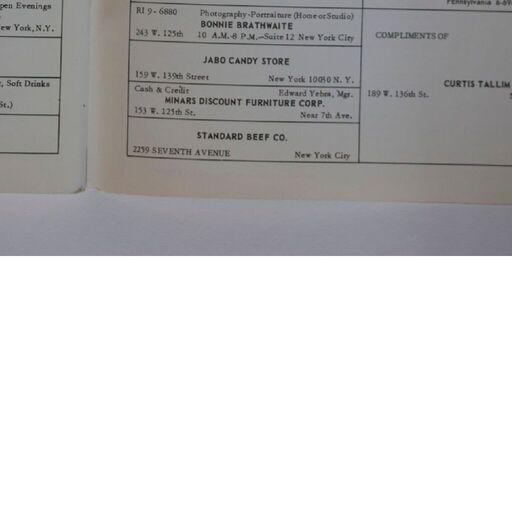 pen Evenings
ew York, N.Y.
, Soft Drinks
St.)
RI 9-6880 Photography-Portraiture (Home or Studio)
BONNIE BRATHWAITE
243 W. 125th 10 A.M.-8 P.M.—Suite 12 New York City
JABO CANDY STORE
159 W. 139th Street New York 10030 N. Y.
Cash & Credit Edward Yebra, Mgr.
MINARS DISCOUNT FURNITURE CORP.
153 W. 125th St. Near 7th Ave.
STANDARD BEEF CO.
2259 SEVENTH AVENUE New York City
Pennsylvania 6-69
COMPLIMENTS OF
CURTIS TALLIM
189 W. 136th St.